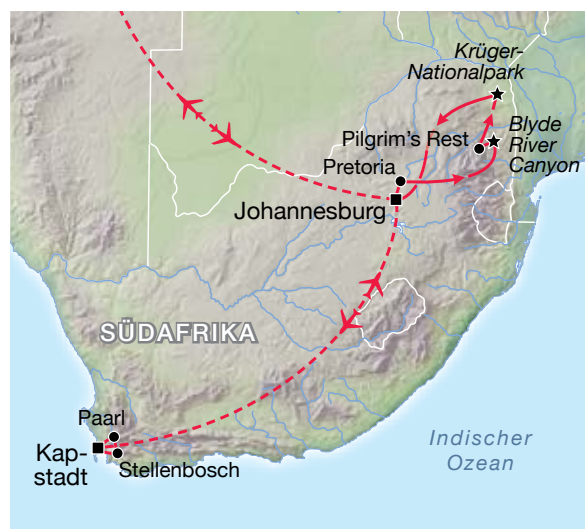 Krüger-
Nationalpark
Pilgrim's Rest
Blyde
River
Canyon
Pretoria
Johannesburg
SÜDAFRIKA
Paarl
Kap-
stadt
Stellenbosch
Indischer
Ozean